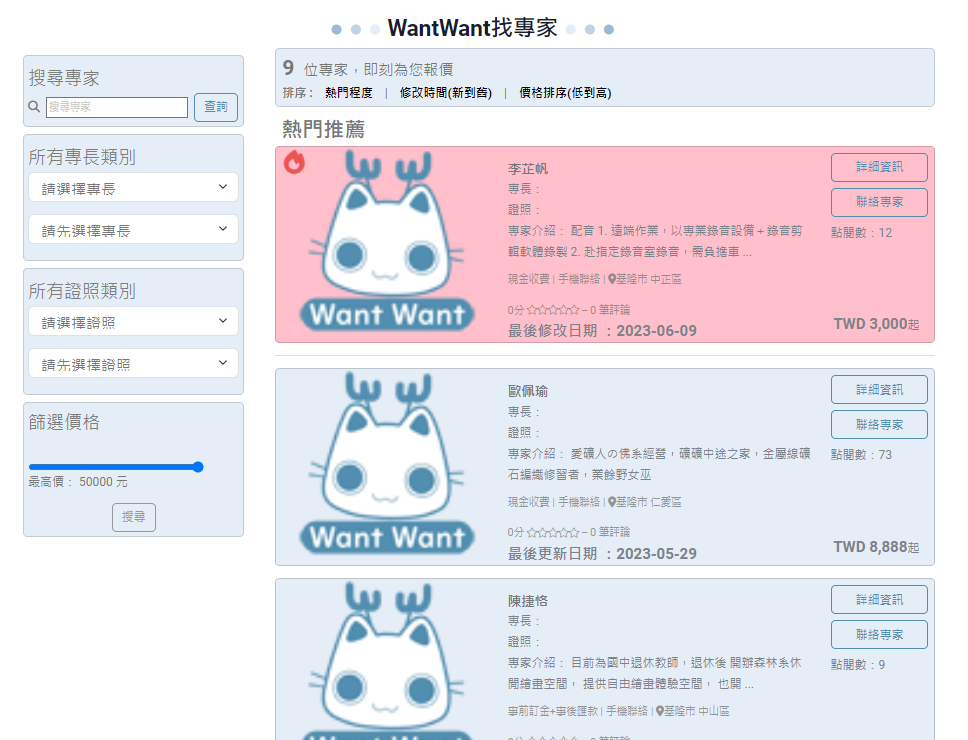 WantWant找專家
搜尋專家
搜尋專家
查詢
所有專長類別
請選擇專長
請先選擇專長
所有證照類別
請選擇證照
請先選擇證照
篩選價格
最高價： 50000 元
搜尋
9 位專家，即刻為您報價
排序： 熱門程度 | 修改時間(新到舊) | 價格排序(低到高)
熱門推薦
Want Want
李芷帆
專長：
證照：
專家介紹： 配音 1. 遠端作業，以專業錄音設備 + 錄音剪
輯軟體錄製 2. 赴指定錄音室錄音，需負擔車 ...
現金收費 | 手機聯絡 | 基隆市 中正區
0分 ☆☆☆☆☆ – 0 筆評論
最後修改日期 ：2023-06-09
詳細資訊
聯絡專家
點閱數：12
TWD 3,000起
Want Want
歐佩瑜
專長：
證照：
專家介紹： 愛礦人の佛系經營，礦礦中途之家，金屬線礦
石編織修習者，業餘野女巫
現金收費 | 手機聯絡 | 基隆市 仁愛區
0分 ☆☆☆☆☆ – 0 筆評論
最後更新日期 ：2023-05-29
詳細資訊
聯絡專家
點閱數：73
TWD 8,888起
陳捷恪
專長：
證照：
專家介紹： 目前為國中退休教師，退休後 開辦森林系休
閒繪畫空間， 提供自由繪畫體驗空間， 也開 ...
事前訂金+事後匯款 | 手機聯絡 | 基隆市 中山區
詳細資訊
聯絡專家
點閱數：9